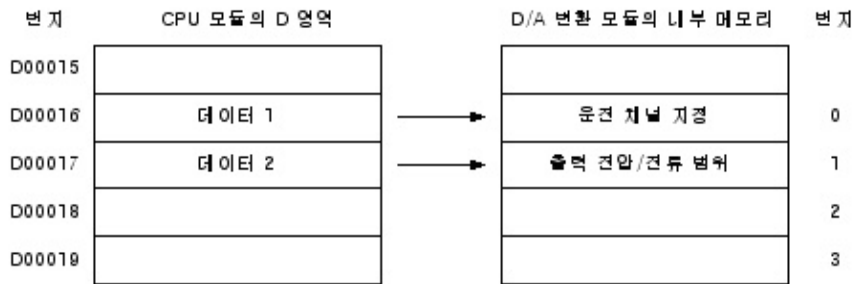 번지 CPU 모듈의 D 영역 D/A 변환 모듈의 내부 메모리 번지
D00015
D00016 데이터 1 운전 채널 지정 0
D00017 데이터 2 출력 전압/전류 범위 1
D00018 2
D00019 3